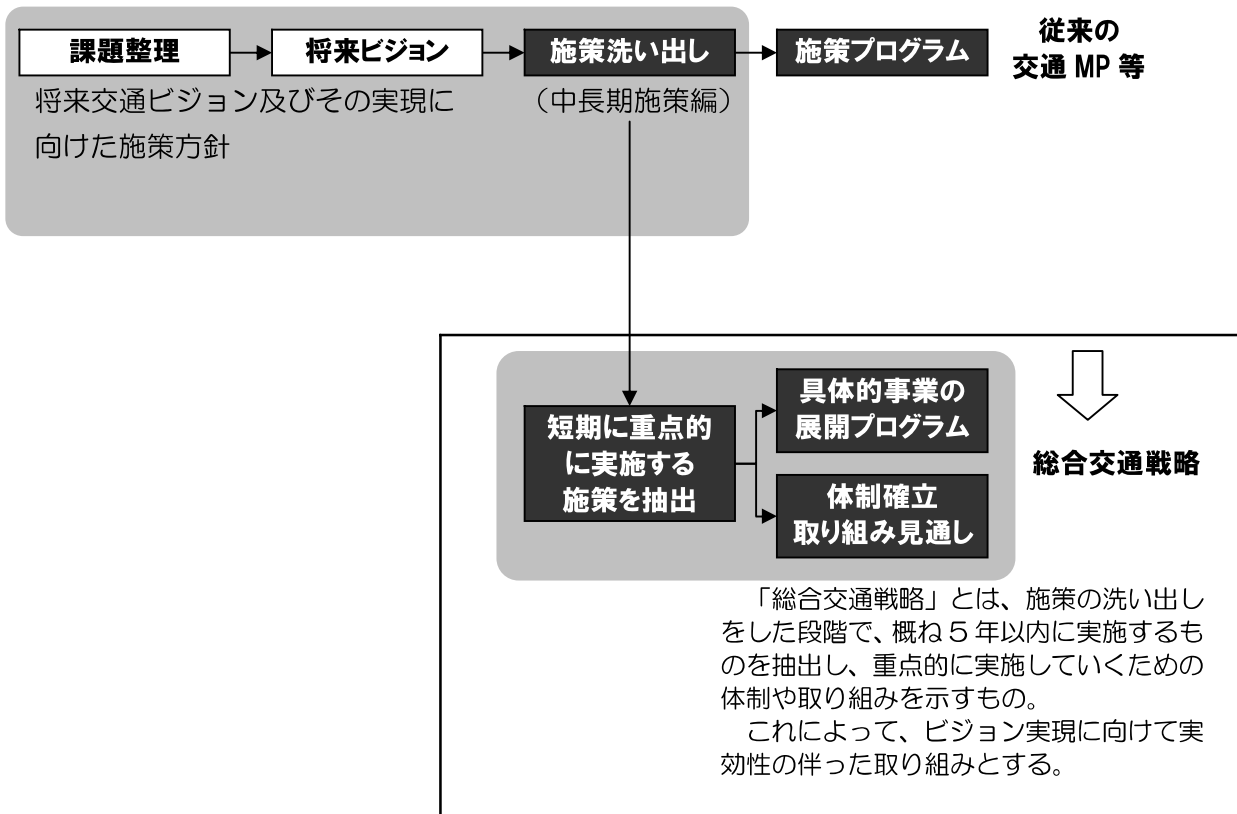 課題整理
将来ビジョン
施策洗い出し
施策プログラム
従来の
交通 MP 等
将来交通ビジョン及びその実現に
向けた施策方針
（中長期施策編）
短期に重点的
に実施する
施策を抽出
具体的事業の
展開プログラム
体制確立
取り組み見通し
総合交通戦略
「総合交通戦略」とは、施策の洗い出し
をした段階で、概ね５年以内に実施するも
のを抽出し、重点的に実施していくための
体制や取り組みを示すもの。
これによって、ビジョン実現に向けて実
効性の伴った取り組みとする。